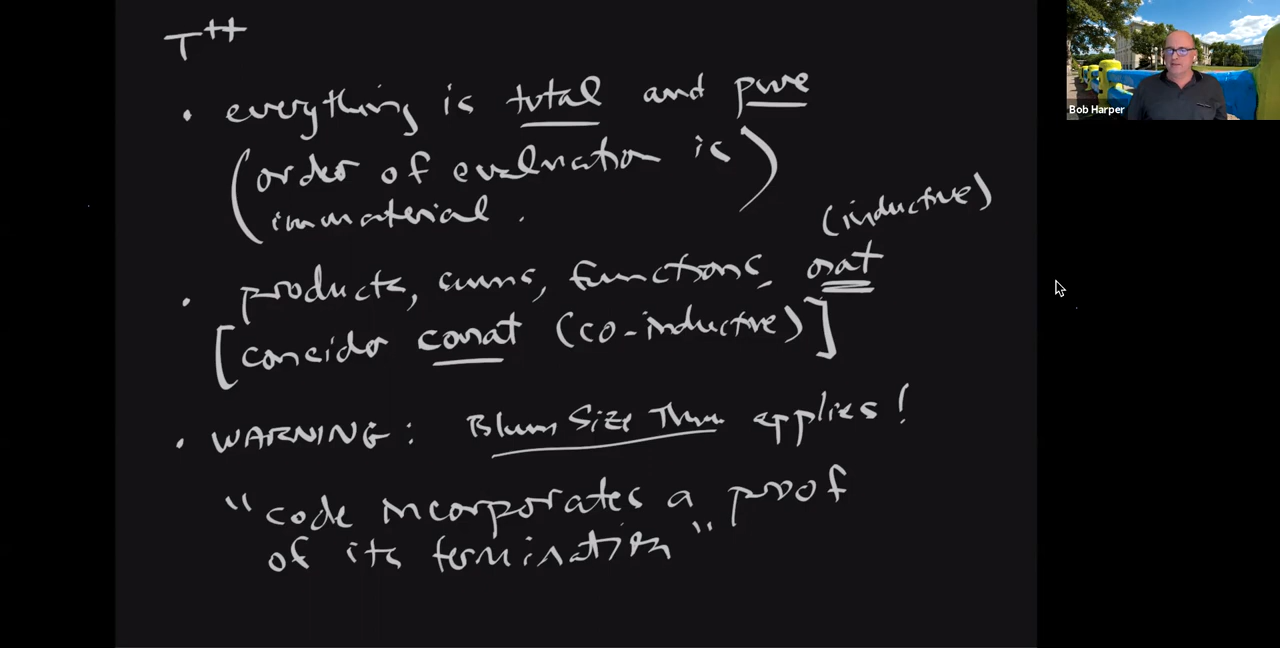 T++
• everything is total and pure
(order of evaluation is
immaterial.)
(inductive)
• products, sums, functions, nat
[consider conat (co-inductive)]
• WARNING: Blum Size Thm applies!
"code incorporates a proof
of its termination"
Bob Harper